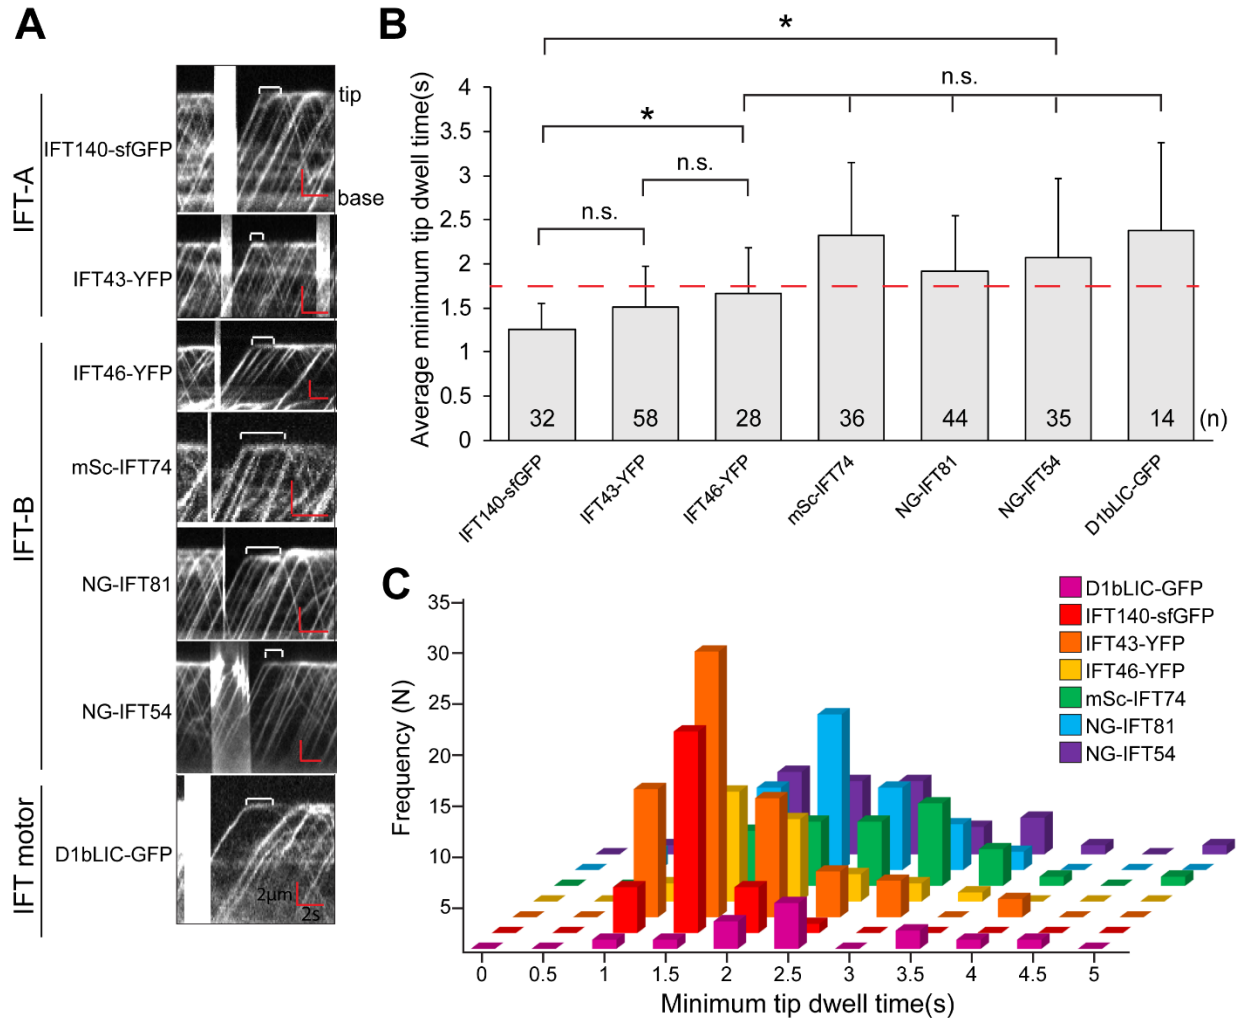 A
IFT-A
IFT140-sfGFP
tip
base
IFT43-YFP
IFT-B
IFT46-YFP
mSc-IFT74
NG-IFT81
NG-IFT54
IFT motor
D1bLIC-GFP
2µm
2s
B
*
n.s.
*
n.s.
n.s.
Average minimum tip dwell time(s)
4
3.5
3
2.5
2
1.5
1
0.5
0
32 58 28 36 44 35 14 (n)
IFT140-sfGFP
IFT43-YFP
IFT46-YFP
mSc-IFT74
NG-IFT81
NG-IFT54
D1bLIC-GFP
C
Frequency (N)
35
30
25
20
15
10
5
D1bLIC-GFP
IFT140-sfGFP
IFT43-YFP
IFT46-YFP
mSc-IFT74
NG-IFT81
NG-IFT54
0 0.5 1 1.5 2 2.5 3 3.5 4 4.5 5
Minimum tip dwell time(s)